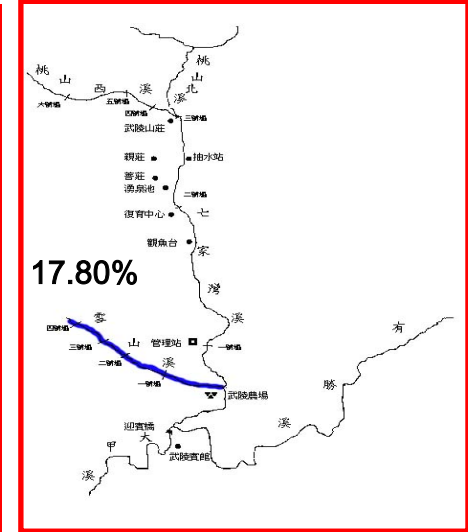 桃山北溪
桃山西溪
六號壩
五號壩
四號壩
三號壩
武陵山莊
觀莊
抽水站
善莊
湧泉池
二號壩
復育中心
觀魚台
七家灣溪
17.80%
雪山溪
四號壩
三號壩
二號壩
一號壩
管理站
一號壩
有勝溪
武陵農場
迎賓橋
大甲溪
武陵賓館